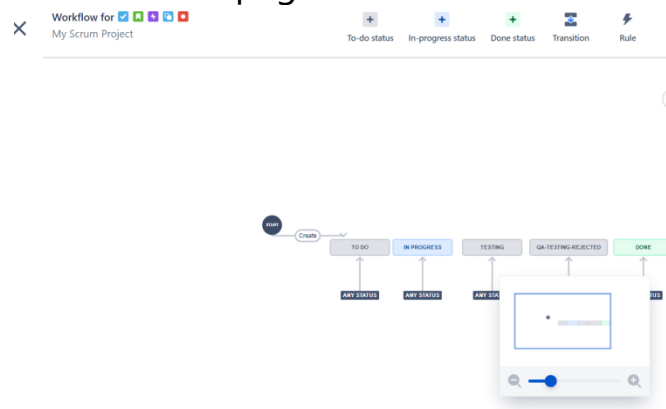 Workflow for
My Scrum Project
To-do status
In-progress status
Done status
Transition
Rule
START
Create
TO DO
IN PROGRESS
TESTING
QA-TESTING-REJECTED
DONE
ANY STATUS
ANY STATUS